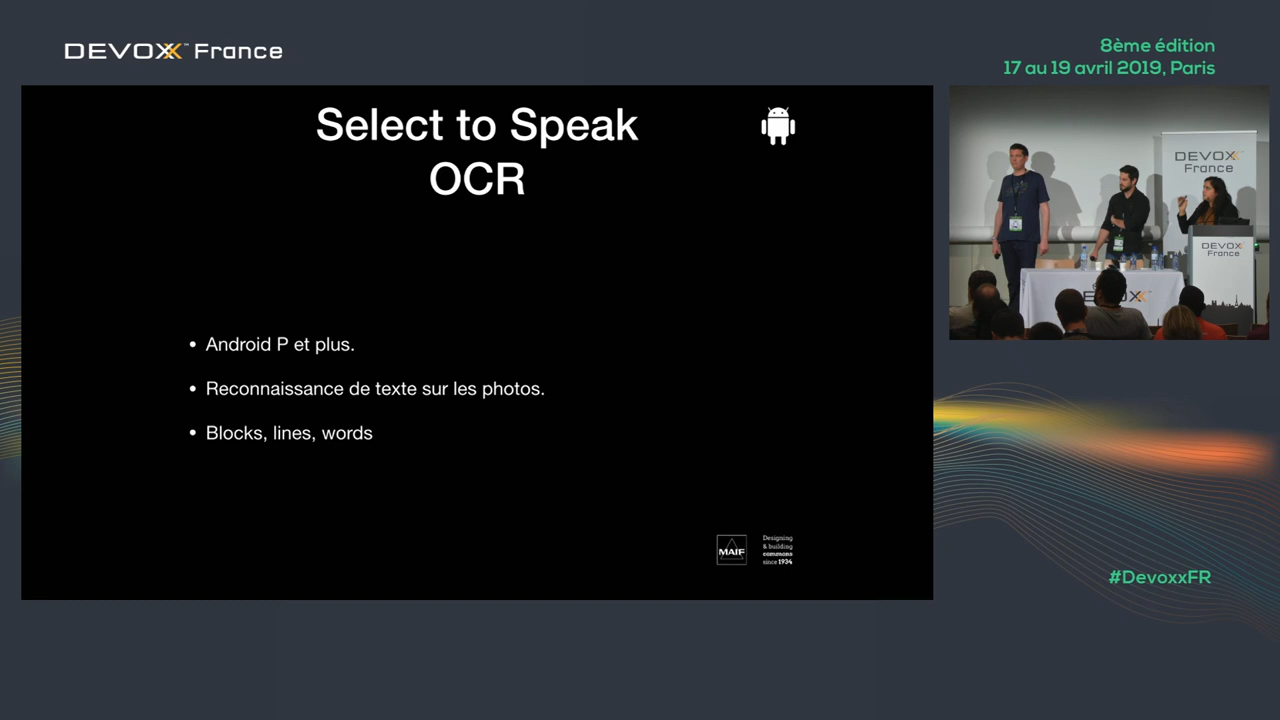 DEVOXX™ France
8ème édition
17 au 19 avril 2019, Paris
Select to Speak
OCR
• Android P et plus.
• Reconnaissance de texte sur les photos.
• Blocks, lines, words
MAIF
Designing
& building
commons
since 1934
DEVOXX
France
DEVOXX
France
#DevoxxFR